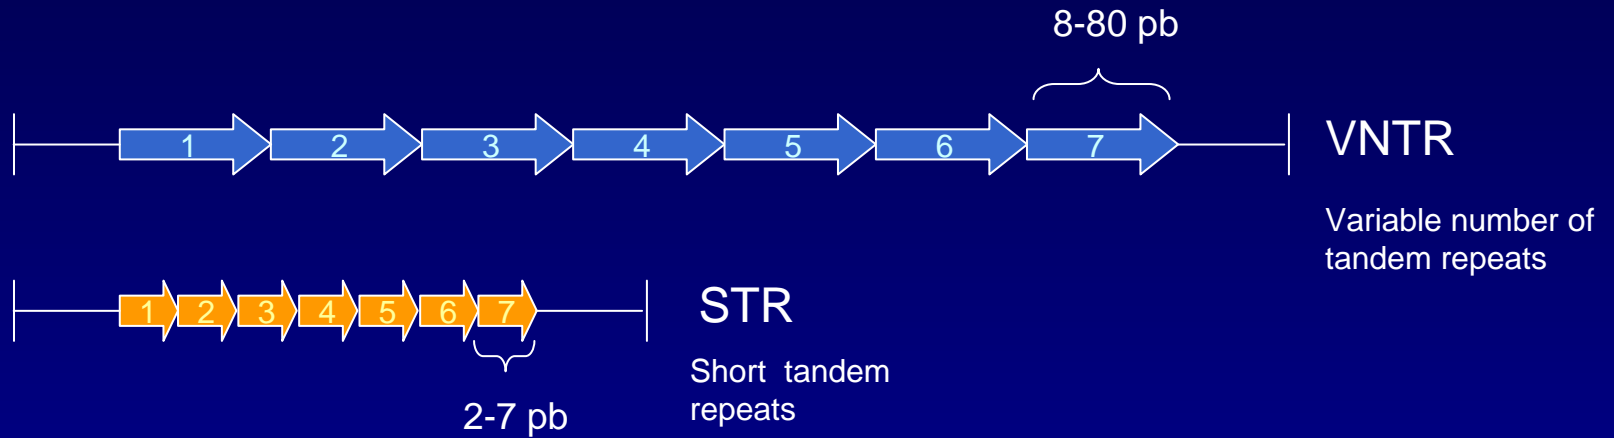 8-80 pb
1 2 3 4 5 6 7
VNTR
Variable number of
tandem repeats
1 2 3 4 5 6 7
STR
Short tandem
repeats
2-7 pb